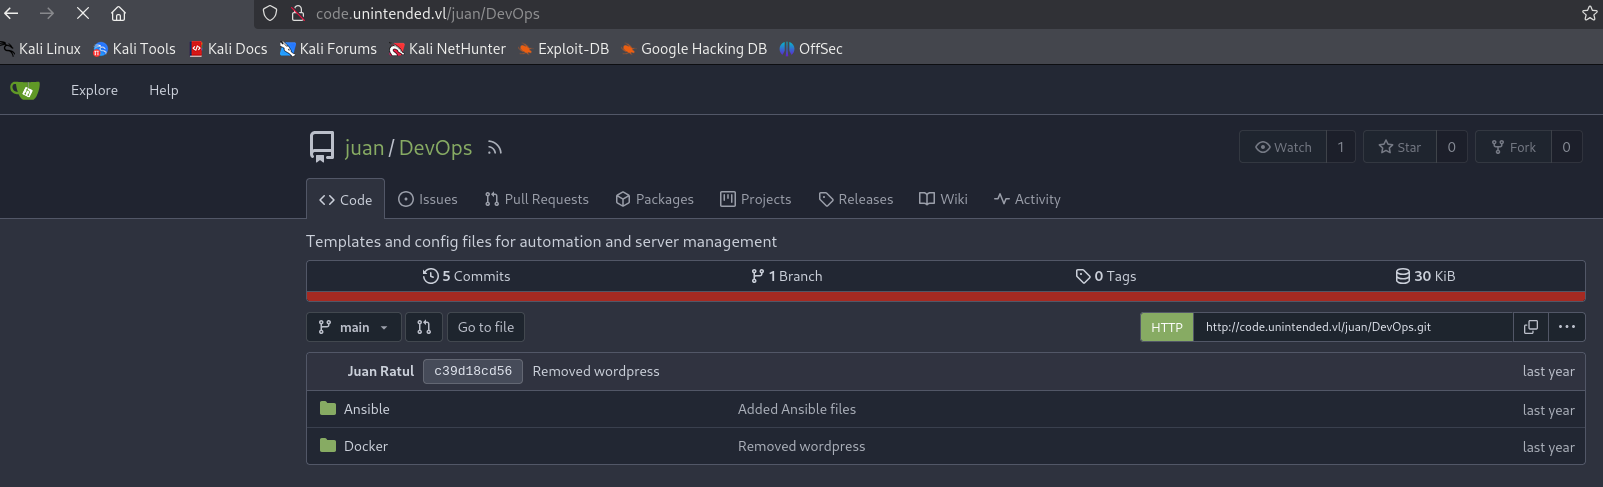 code.unintended.vl/juan/DevOps
Kali Linux Kali Tools Kali Docs Kali Forums Kali NetHunter Exploit-DB Google Hacking DB OffSec
Explore Help
juan/DevOps Watch 1 Star 0 Fork 0
Code Issues Pull Requests Packages Projects Releases Wiki Activity
Templates and config files for automation and server management
5 Commits 1 Branch 0 Tags 30 KiB
main Go to file HTTP http://code.unintended.vl/juan/DevOps.git
Juan Ratul c39d18cd56 Removed wordpress last year
Ansible Added Ansible files last year
Docker Removed wordpress last year